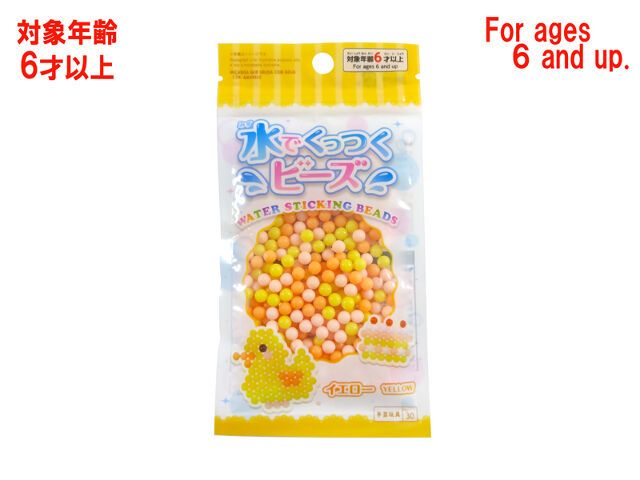 対象年齢
6才以上
For ages
6 and up.
対象年齢6才以上
For ages 6 and up
水でくっつく
ビーズ
WATER STICKING BEADS
イエロー YELLOW
30